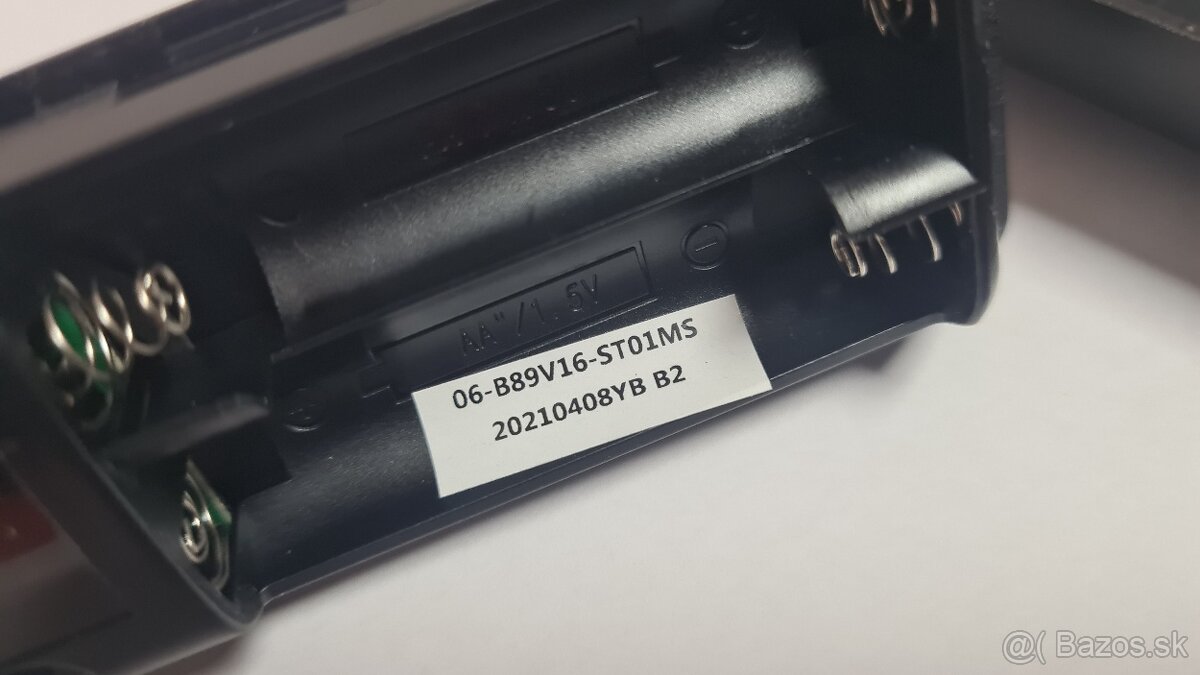 AA"/1.5V
06-B89V16-ST01MS
20210408YB B2
@( Bazos.sk